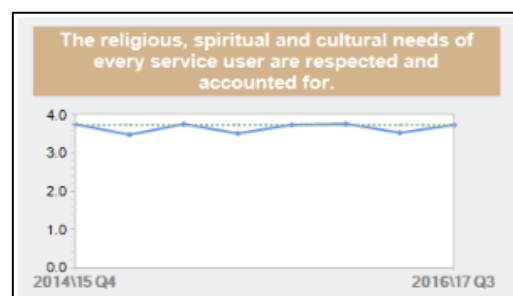 The religious, spiritual and cultural needs of
every service user are respected and
accounted for.
4.0
3.0
2.0
1.0
0.0
2014\15 Q4
2016\17 Q3